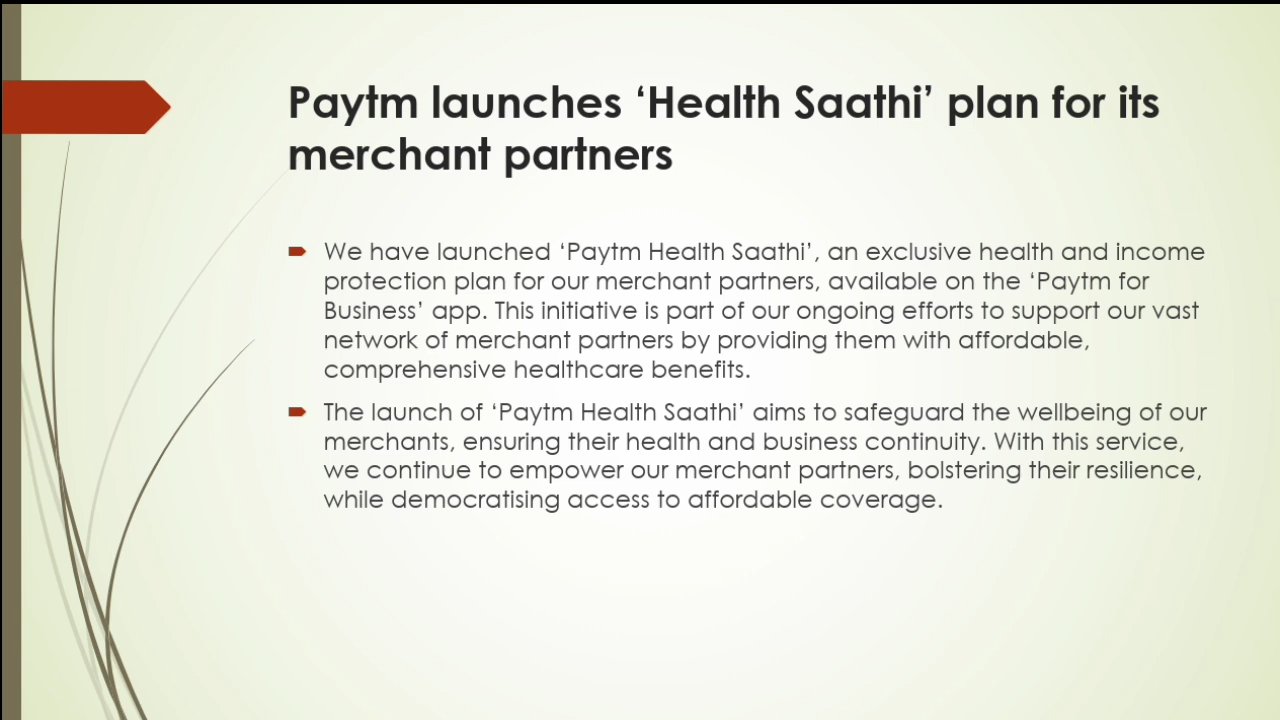 Paytm launches ‘Health Saathi’ plan for its
merchant partners
We have launched ‘Paytm Health Saathi’, an exclusive health and income
protection plan for our merchant partners, available on the ‘Paytm for
Business’ app. This initiative is part of our ongoing efforts to support our vast
network of merchant partners by providing them with affordable,
comprehensive healthcare benefits.
The launch of ‘Paytm Health Saathi’ aims to safeguard the wellbeing of our
merchants, ensuring their health and business continuity. With this service,
we continue to empower our merchant partners, bolstering their resilience,
while democratising access to affordable coverage.